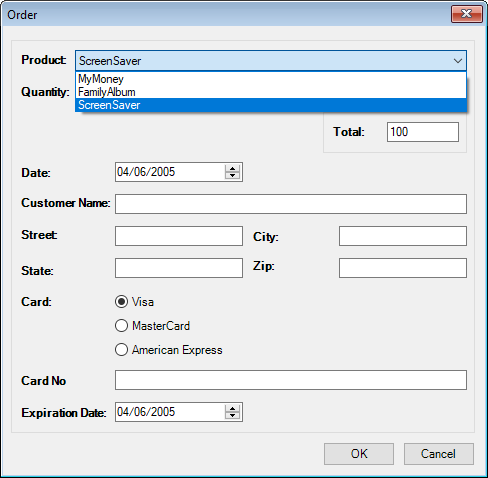 Order
Product: ScreenSaver
MyMoney
Quantity: FamilyAlbum
ScreenSaver
Total: 100
Date: 04/06/2005
Customer Name:
Street: City:
State: Zip:
Card: Visa
MasterCard
American Express
Card No
Expiration Date: 04/06/2005
OK Cancel